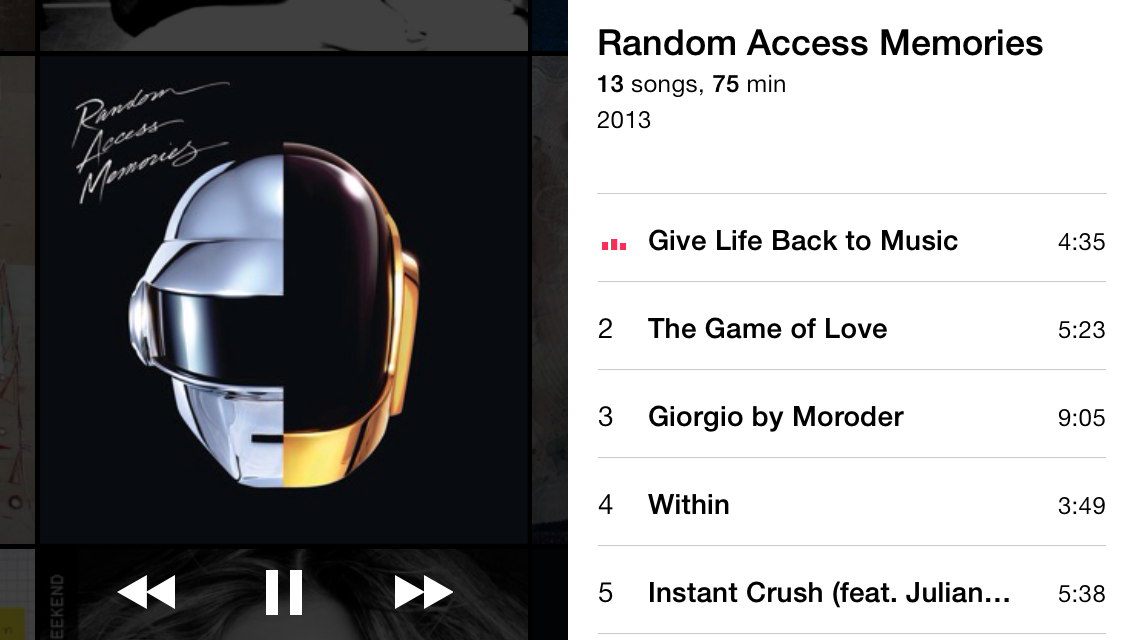 Random
Access
Memories
EEKEND
Random Access Memories
13 songs, 75 min
2013
Give Life Back to Music 4:35
2 The Game of Love 5:23
3 Giorgio by Moroder 9:05
4 Within 3:49
5 Instant Crush (feat. Julian… 5:38